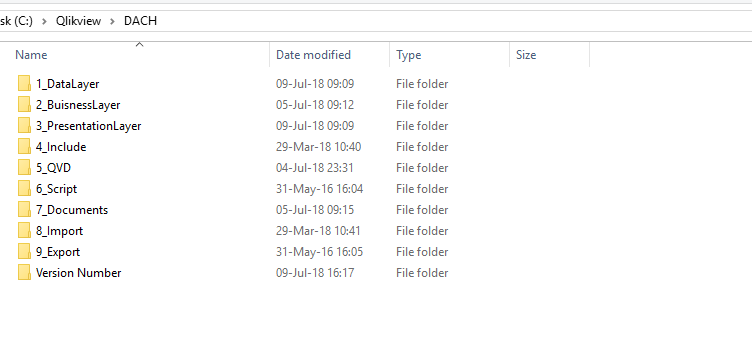 sk (C:) > Qlikview > DACH
Name Date modified Type Size
1_DataLayer 09-Jul-18 09:09 File folder
2_BuisnessLayer 05-Jul-18 09:12 File folder
3_PresentationLayer 09-Jul-18 09:09 File folder
4_Include 29-Mar-18 10:40 File folder
5_QVD 04-Jul-18 23:31 File folder
6_Script 31-May-16 16:04 File folder
7_Documents 05-Jul-18 09:15 File folder
8_Import 29-Mar-18 10:41 File folder
9_Export 31-May-16 16:05 File folder
Version Number 09-Jul-18 16:17 File folder